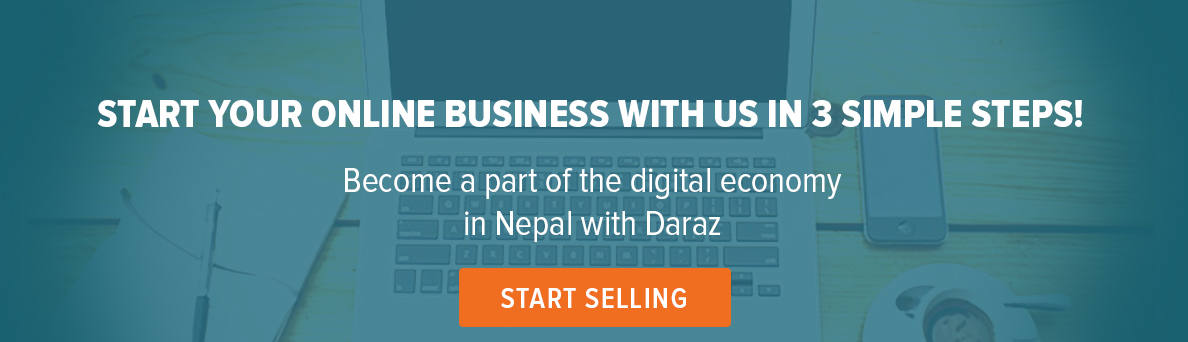 START YOUR ONLINE BUSINESS WITH US IN 3 SIMPLE STEPS!
Become a part of the digital economy
in Nepal with Daraz
START SELLING